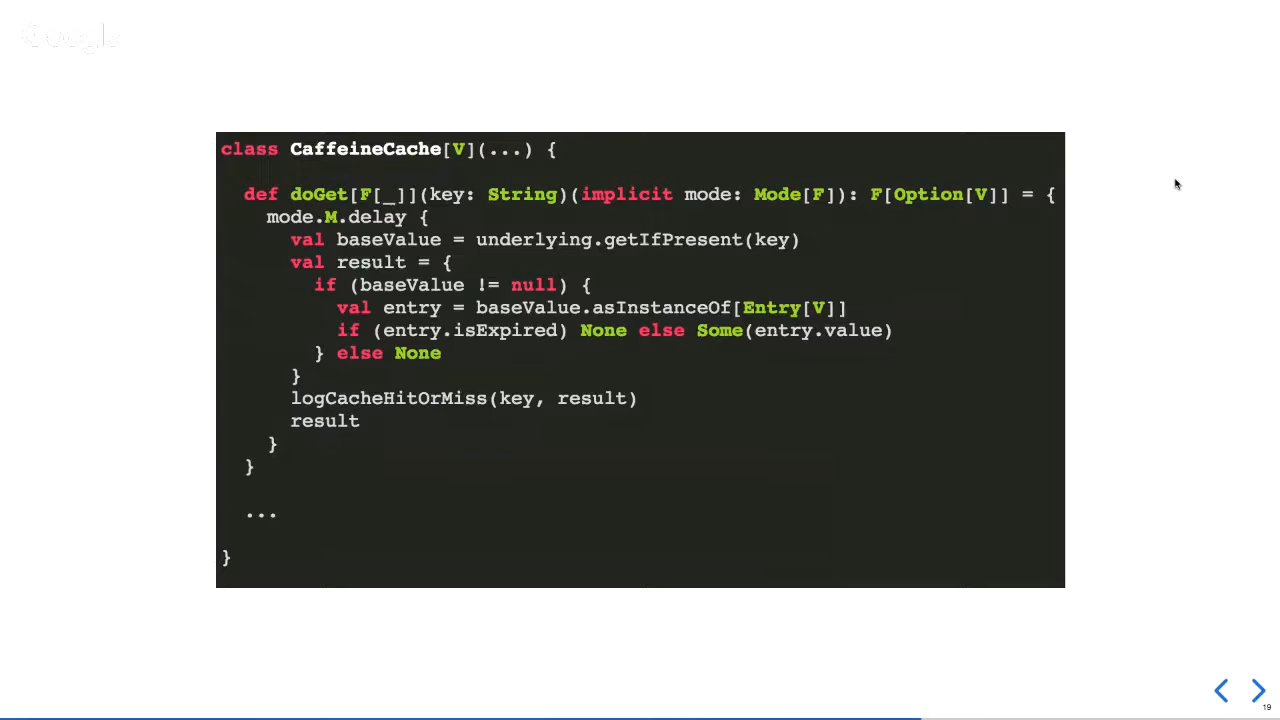 Google
class CaffeineCache[V](...) {
def doGet[F[_]](key: String)(implicit mode: Mode[F]): F[Option[V]] = {
mode.M.delay {
val baseValue = underlying.getIfPresent(key)
val result = {
if (baseValue != null) {
val entry = baseValue.asInstanceOf[Entry[V]]
if (entry.isExpired) None else Some(entry.value)
} else None
}
logCacheHitOrMiss(key, result)
result
}
}
...
}
19